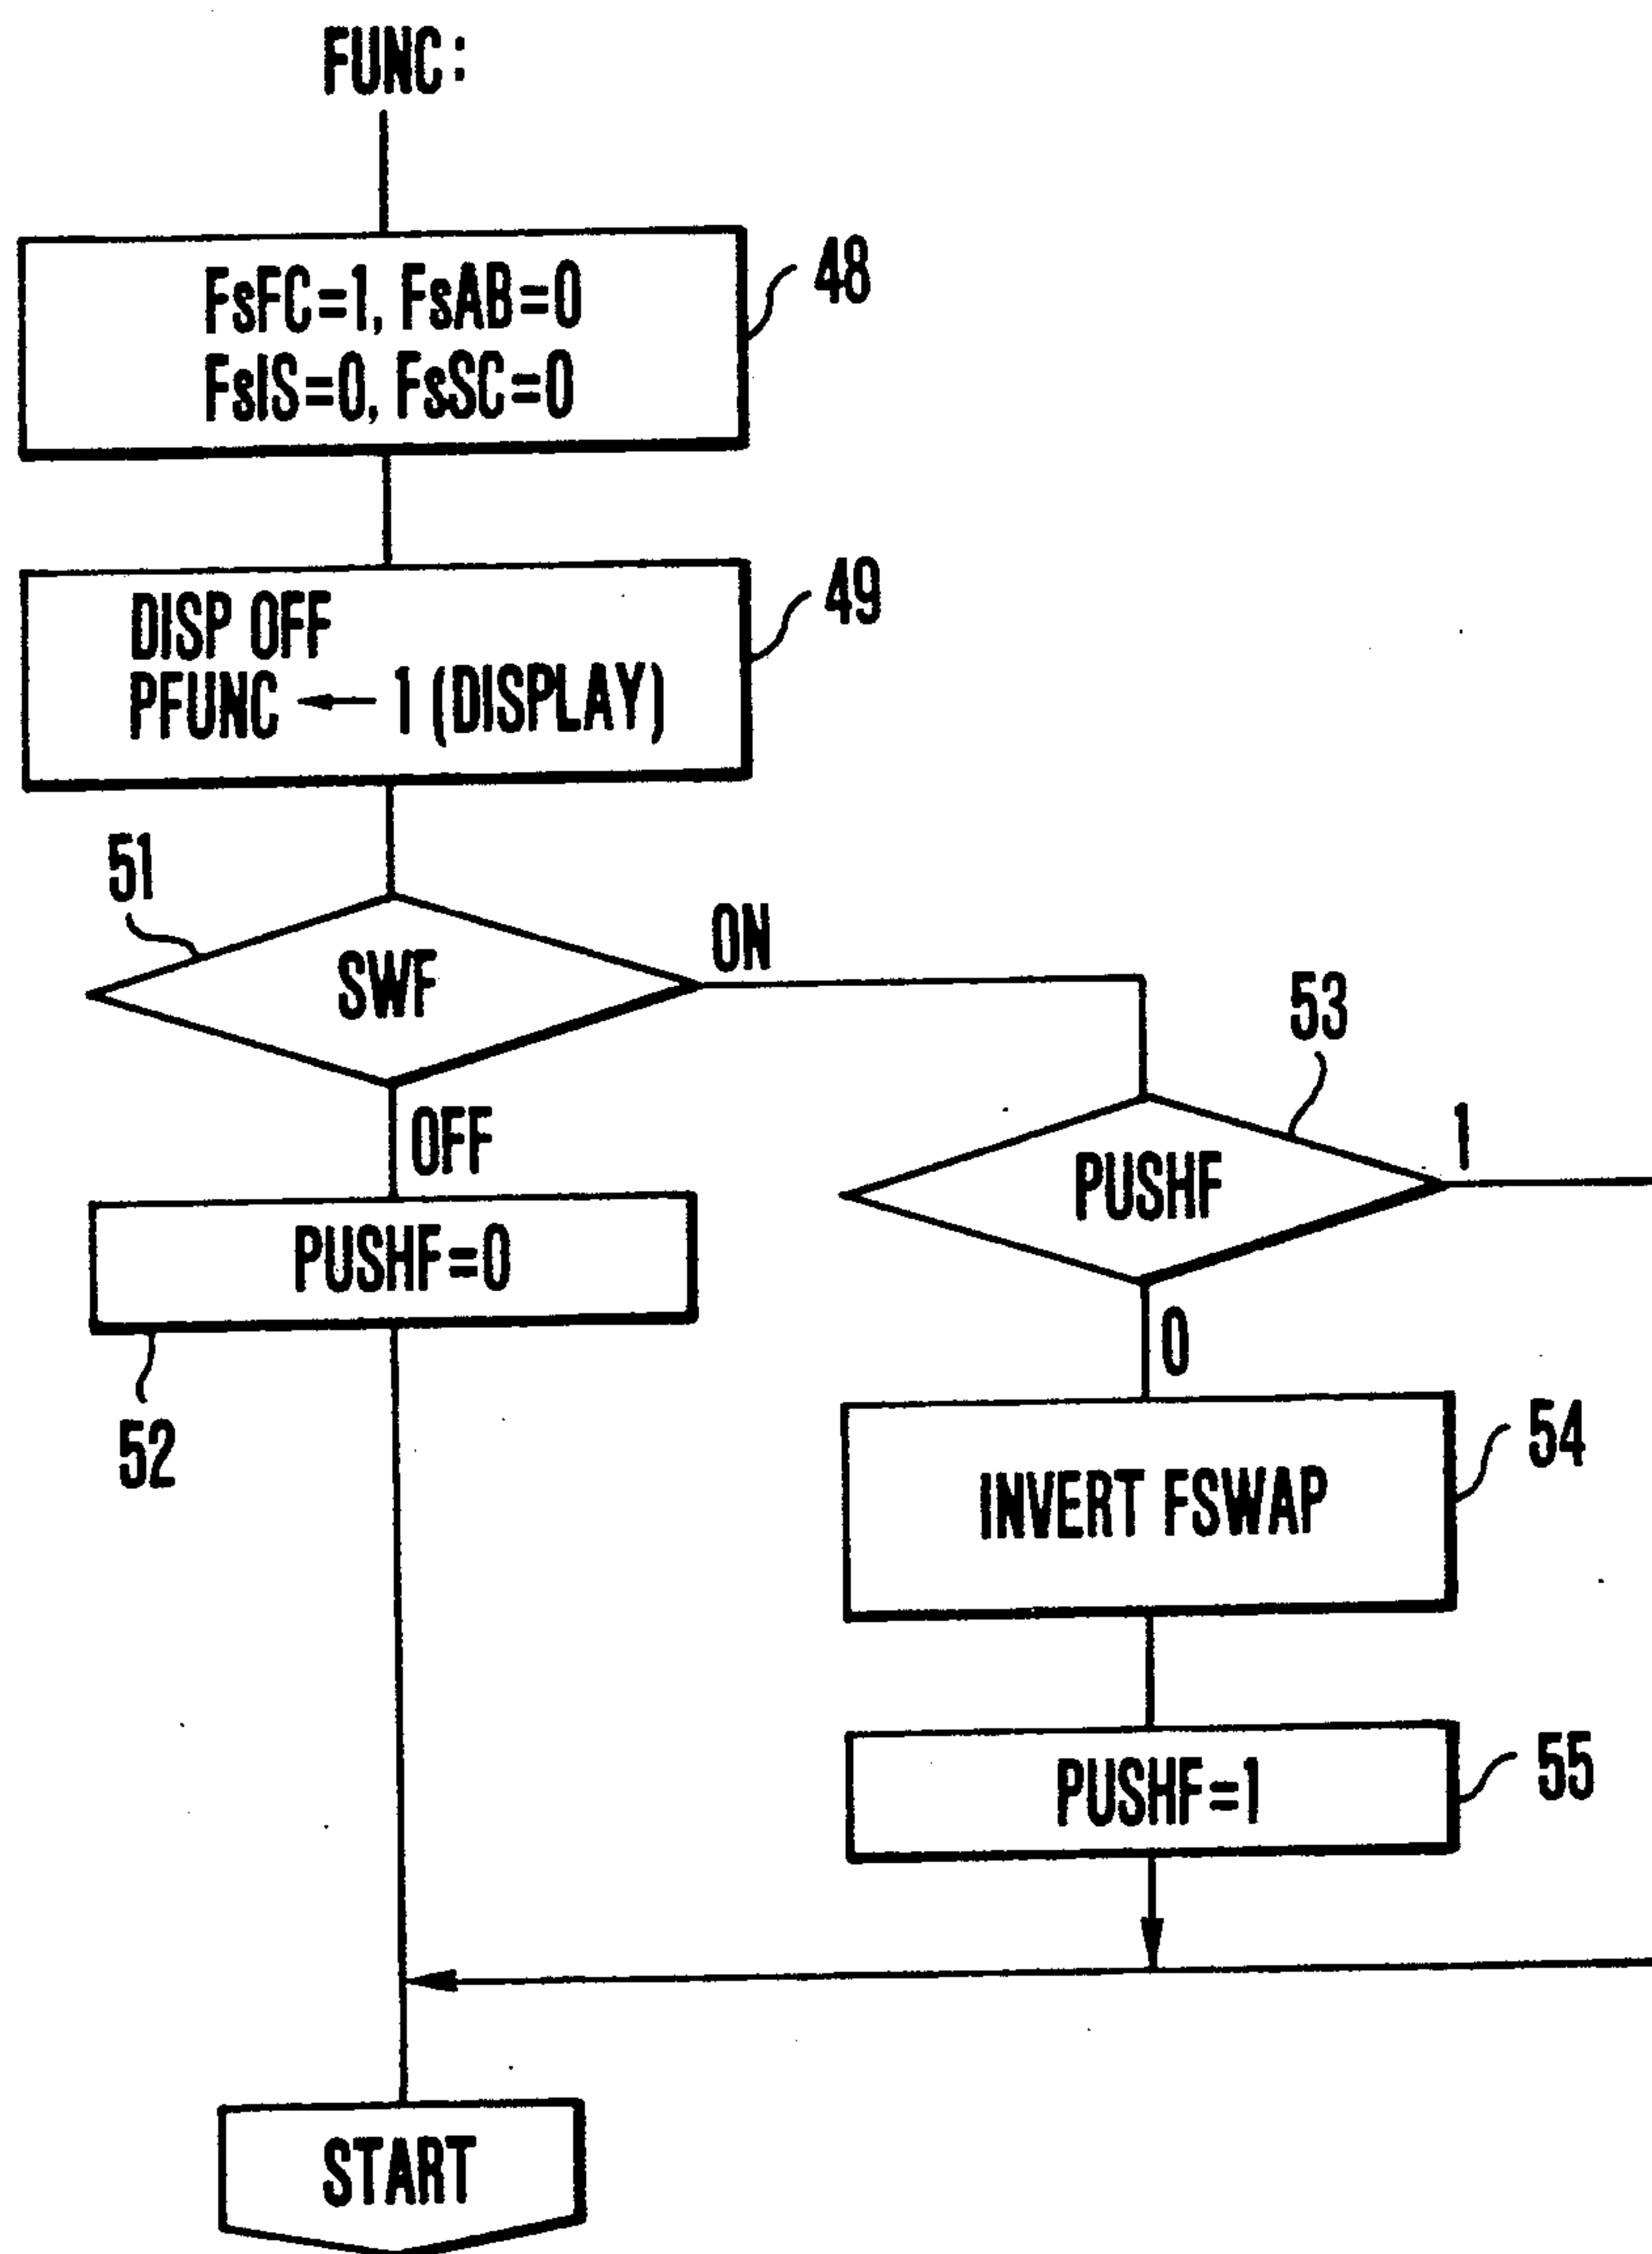 FUNC:
FsFC=1, FsAB=0
FsIS=0, FsSC=0
48
DISP OFF
PFUNC ← 1 (DISPLAY)
49
51
SWF
ON
OFF
53
PUSHF
1
0
PUSHF=0
52
INVERT FSWAP
54
PUSHF=1
55
START